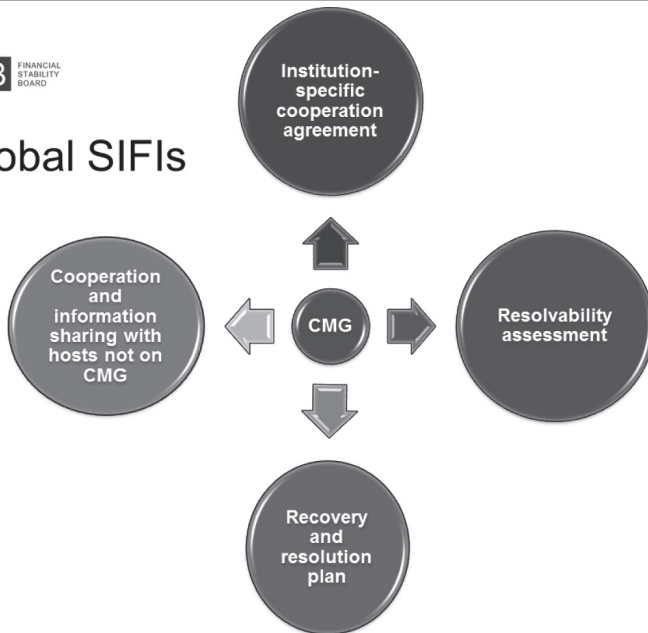 FINANCIAL
STABILITY
BOARD
obal SIFIs
Institution-
specific
cooperation
agreement
Cooperation
and
information
sharing with
hosts not on
CMG
CMG
Resolvability
assessment
Recovery
and
resolution
plan